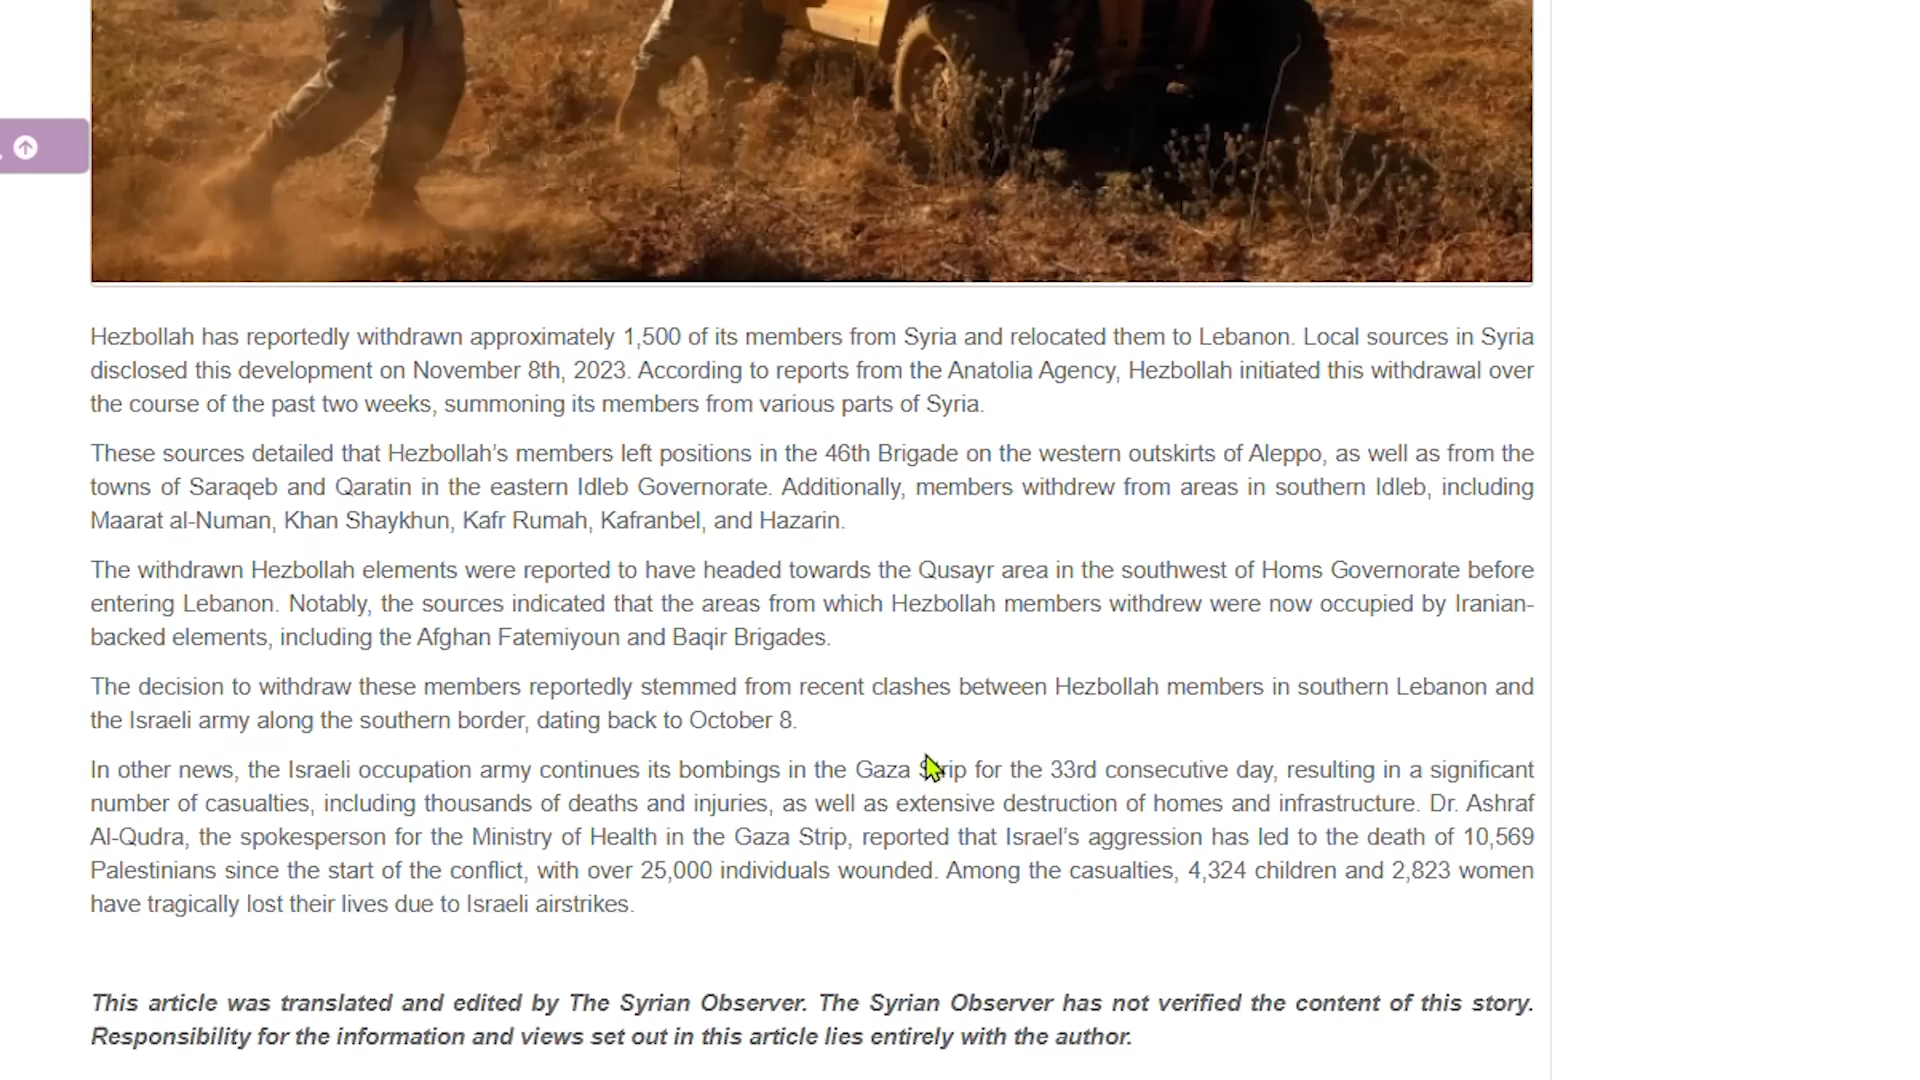 Hezbollah has reportedly withdrawn approximately 1,500 of its members from Syria and relocated them to Lebanon. Local sources in Syria
disclosed this development on November 8th, 2023. According to reports from the Anatolia Agency, Hezbollah initiated this withdrawal over
the course of the past two weeks, summoning its members from various parts of Syria.
These sources detailed that Hezbollah’s members left positions in the 46th Brigade on the western outskirts of Aleppo, as well as from the
towns of Saraqeb and Qaratin in the eastern Idleb Governorate. Additionally, members withdrew from areas in southern Idleb, including
Maarat al-Numan, Khan Shaykhun, Kafr Rumah, Kafranbel, and Hazarin.
The withdrawn Hezbollah elements were reported to have headed towards the Qusayr area in the southwest of Homs Governorate before
entering Lebanon. Notably, the sources indicated that the areas from which Hezbollah members withdrew were now occupied by Iranian-
backed elements, including the Afghan Fatemiyoun and Baqir Brigades.
The decision to withdraw these members reportedly stemmed from recent clashes between Hezbollah members in southern Lebanon and
the Israeli army along the southern border, dating back to October 8.
In other news, the Israeli occupation army continues its bombings in the Gaza Strip for the 33rd consecutive day, resulting in a significant
number of casualties, including thousands of deaths and injuries, as well as extensive destruction of homes and infrastructure. Dr. Ashraf
Al-Qudra, the spokesperson for the Ministry of Health in the Gaza Strip, reported that Israel’s aggression has led to the death of 10,569
Palestinians since the start of the conflict, with over 25,000 individuals wounded. Among the casualties, 4,324 children and 2,823 women
have tragically lost their lives due to Israeli airstrikes.
This article was translated and edited by The Syrian Observer. The Syrian Observer has not verified the content of this story.
Responsibility for the information and views set out in this article lies entirely with the author.